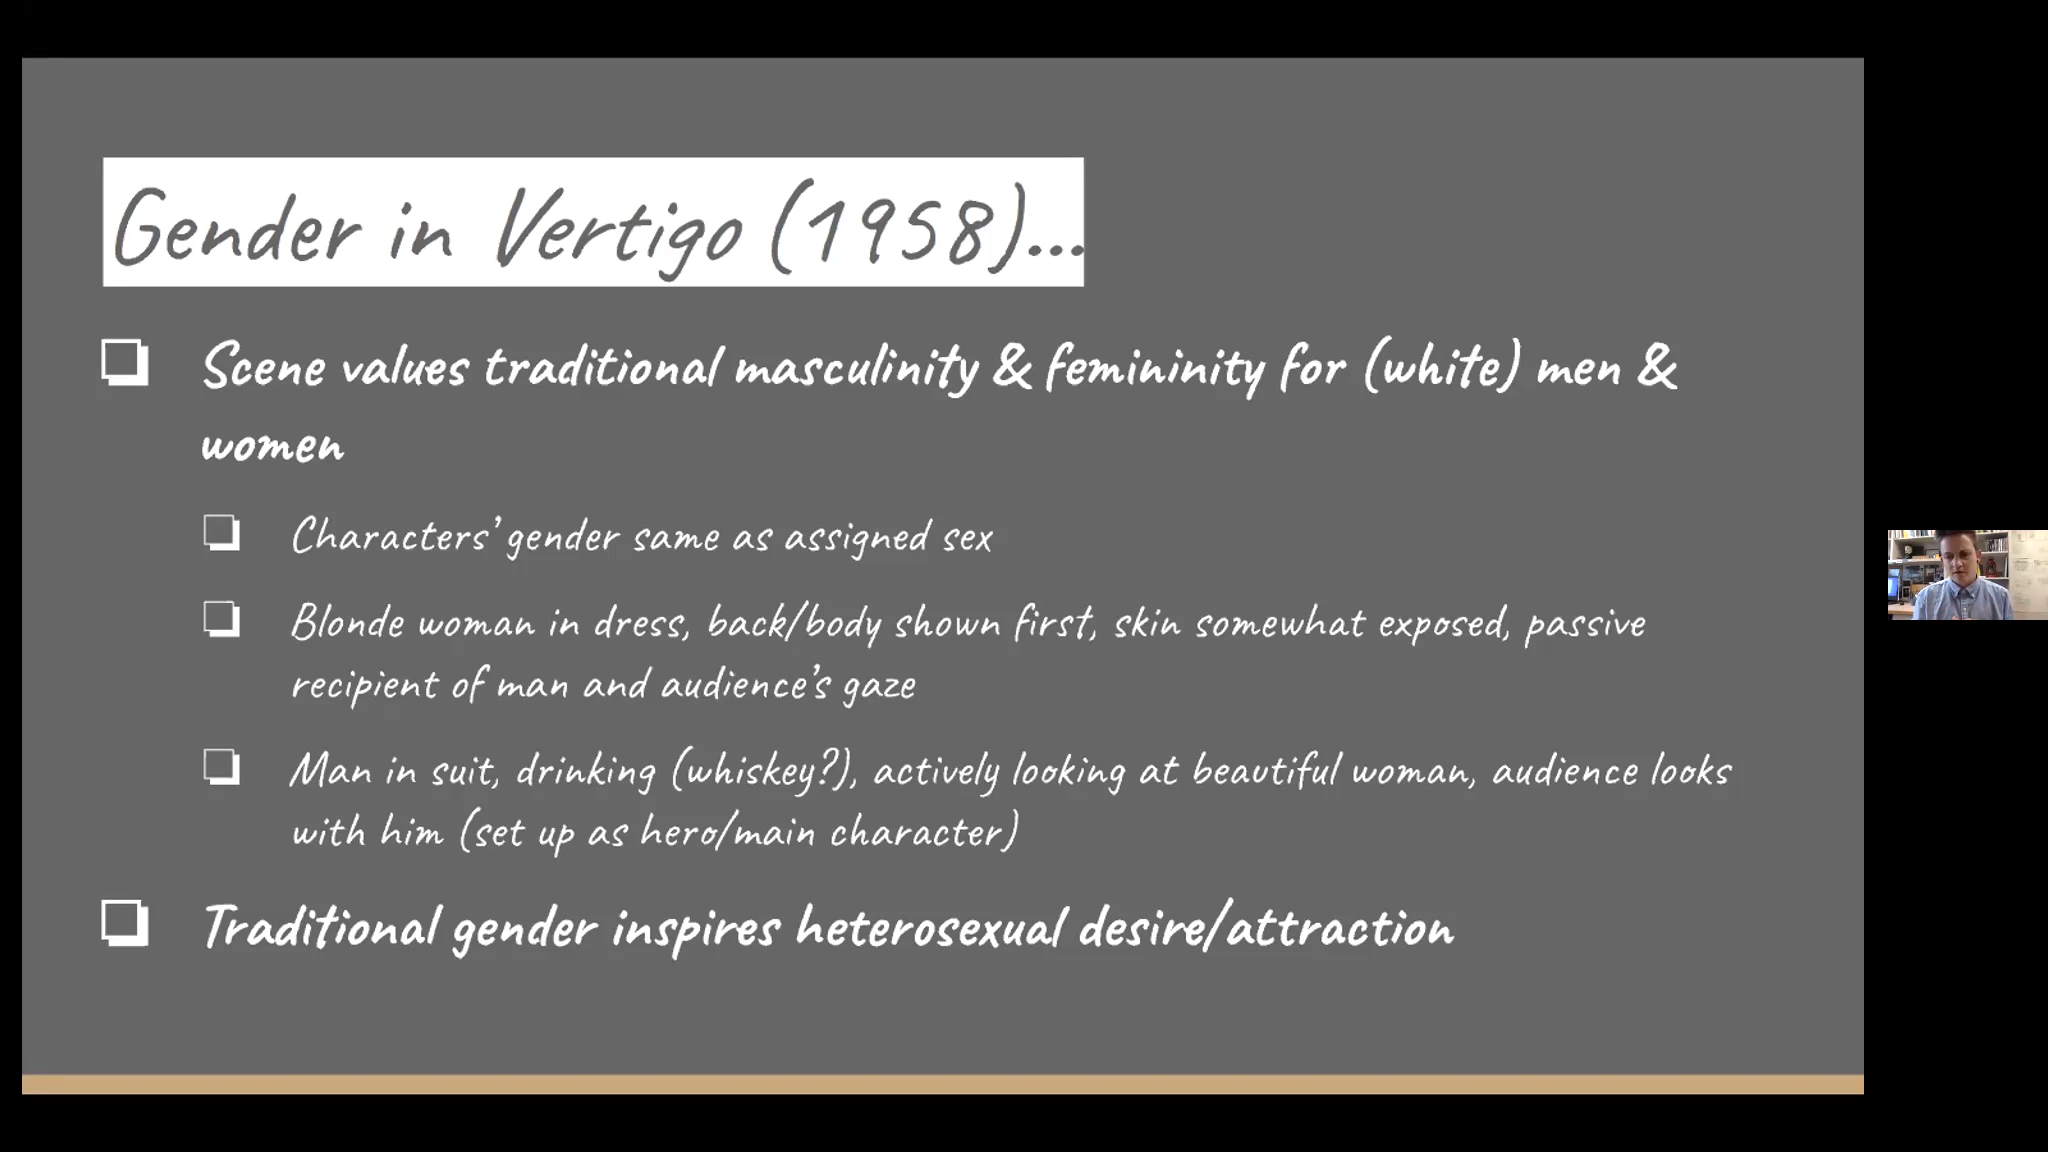 Gender in Vertigo (1958)...
Scene values traditional masculinity & femininity for (white) men &
women
Characters' gender same as assigned sex
Blonde woman in dress, back/body shown first, skin somewhat exposed, passive
recipient of man and audience's gaze
Man in suit, drinking (whiskey?), actively looking at beautiful woman, audience looks
with him (set up as hero/main character)
Traditional gender inspires heterosexual desire/attraction